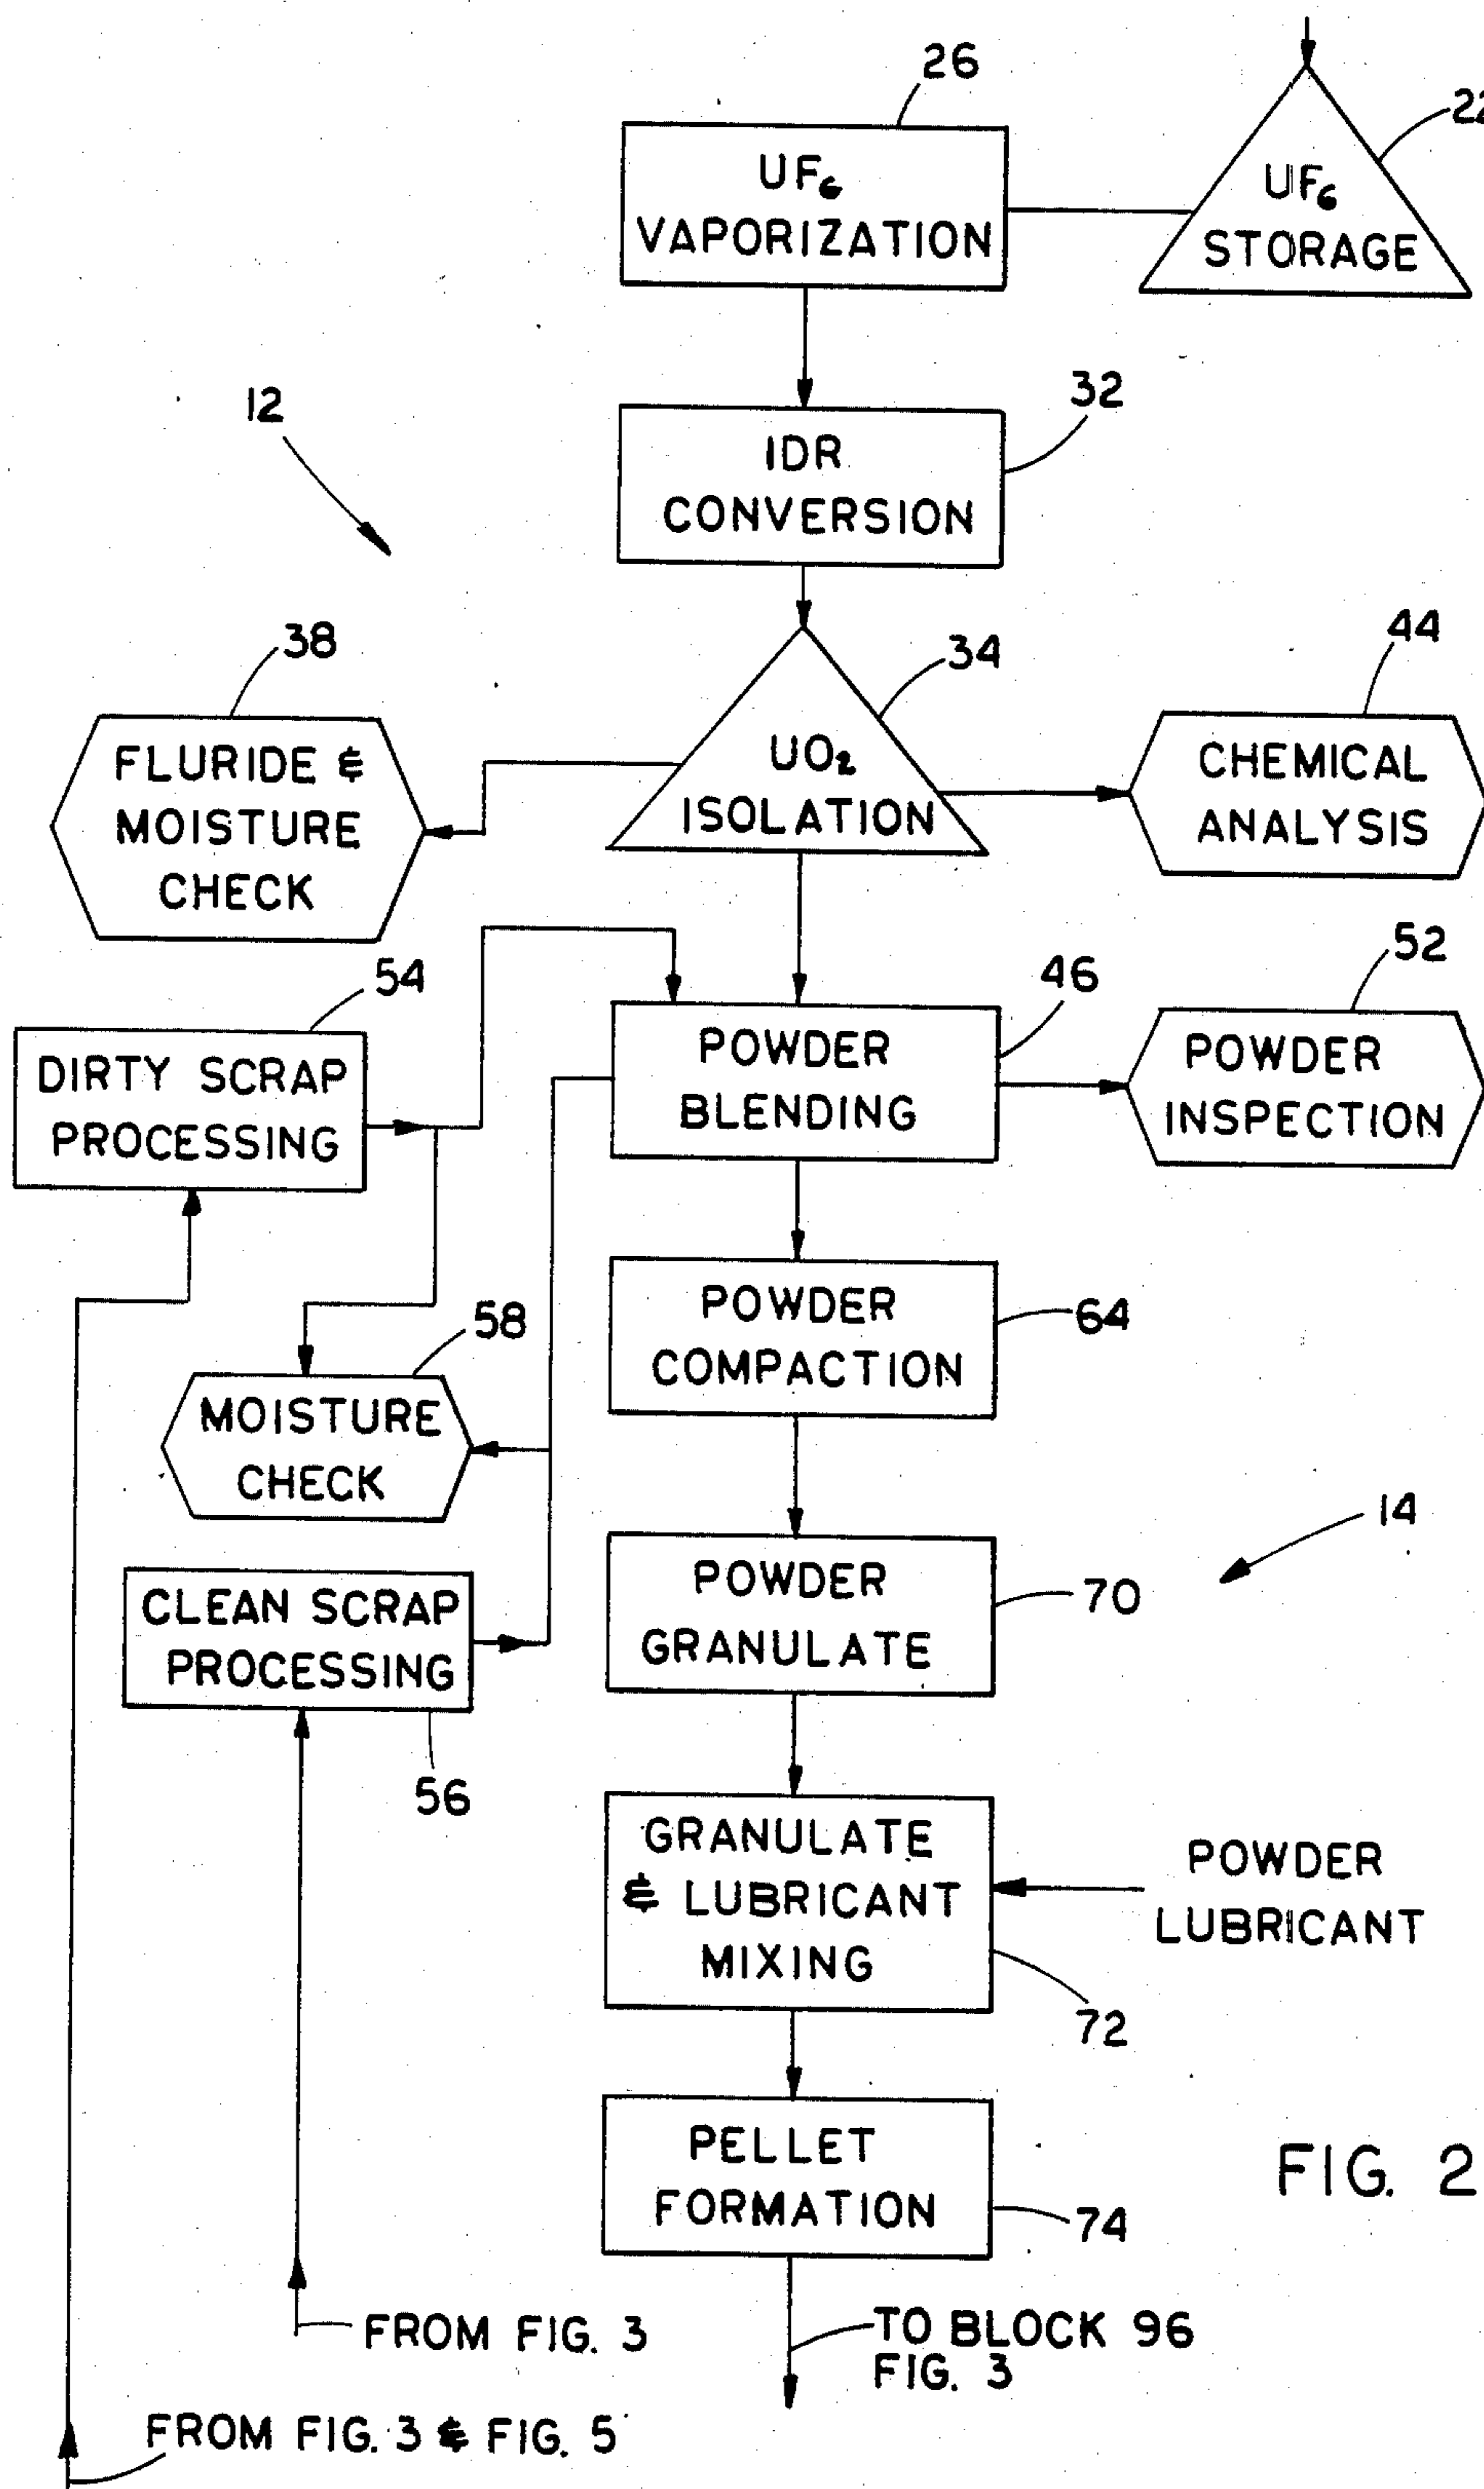 26
22
UF6
VAPORIZATION
UF6
STORAGE
12
32
IDR
CONVERSION
38
34
44
FLURIDE &
MOISTURE
CHECK
UO2
ISOLATION
CHEMICAL
ANALYSIS
54
46
52
DIRTY SCRAP
PROCESSING
POWDER
BLENDING
POWDER
INSPECTION
58
64
POWDER
COMPACTION
MOISTURE
CHECK
14
CLEAN SCRAP
PROCESSING
56
POWDER
GRANULATE
70
GRANULATE
& LUBRICANT
MIXING
72
POWDER
LUBRICANT
PELLET
FORMATION
74
FIG. 2
FROM FIG. 3
TO BLOCK 96
FIG. 3
FROM FIG. 3 & FIG. 5